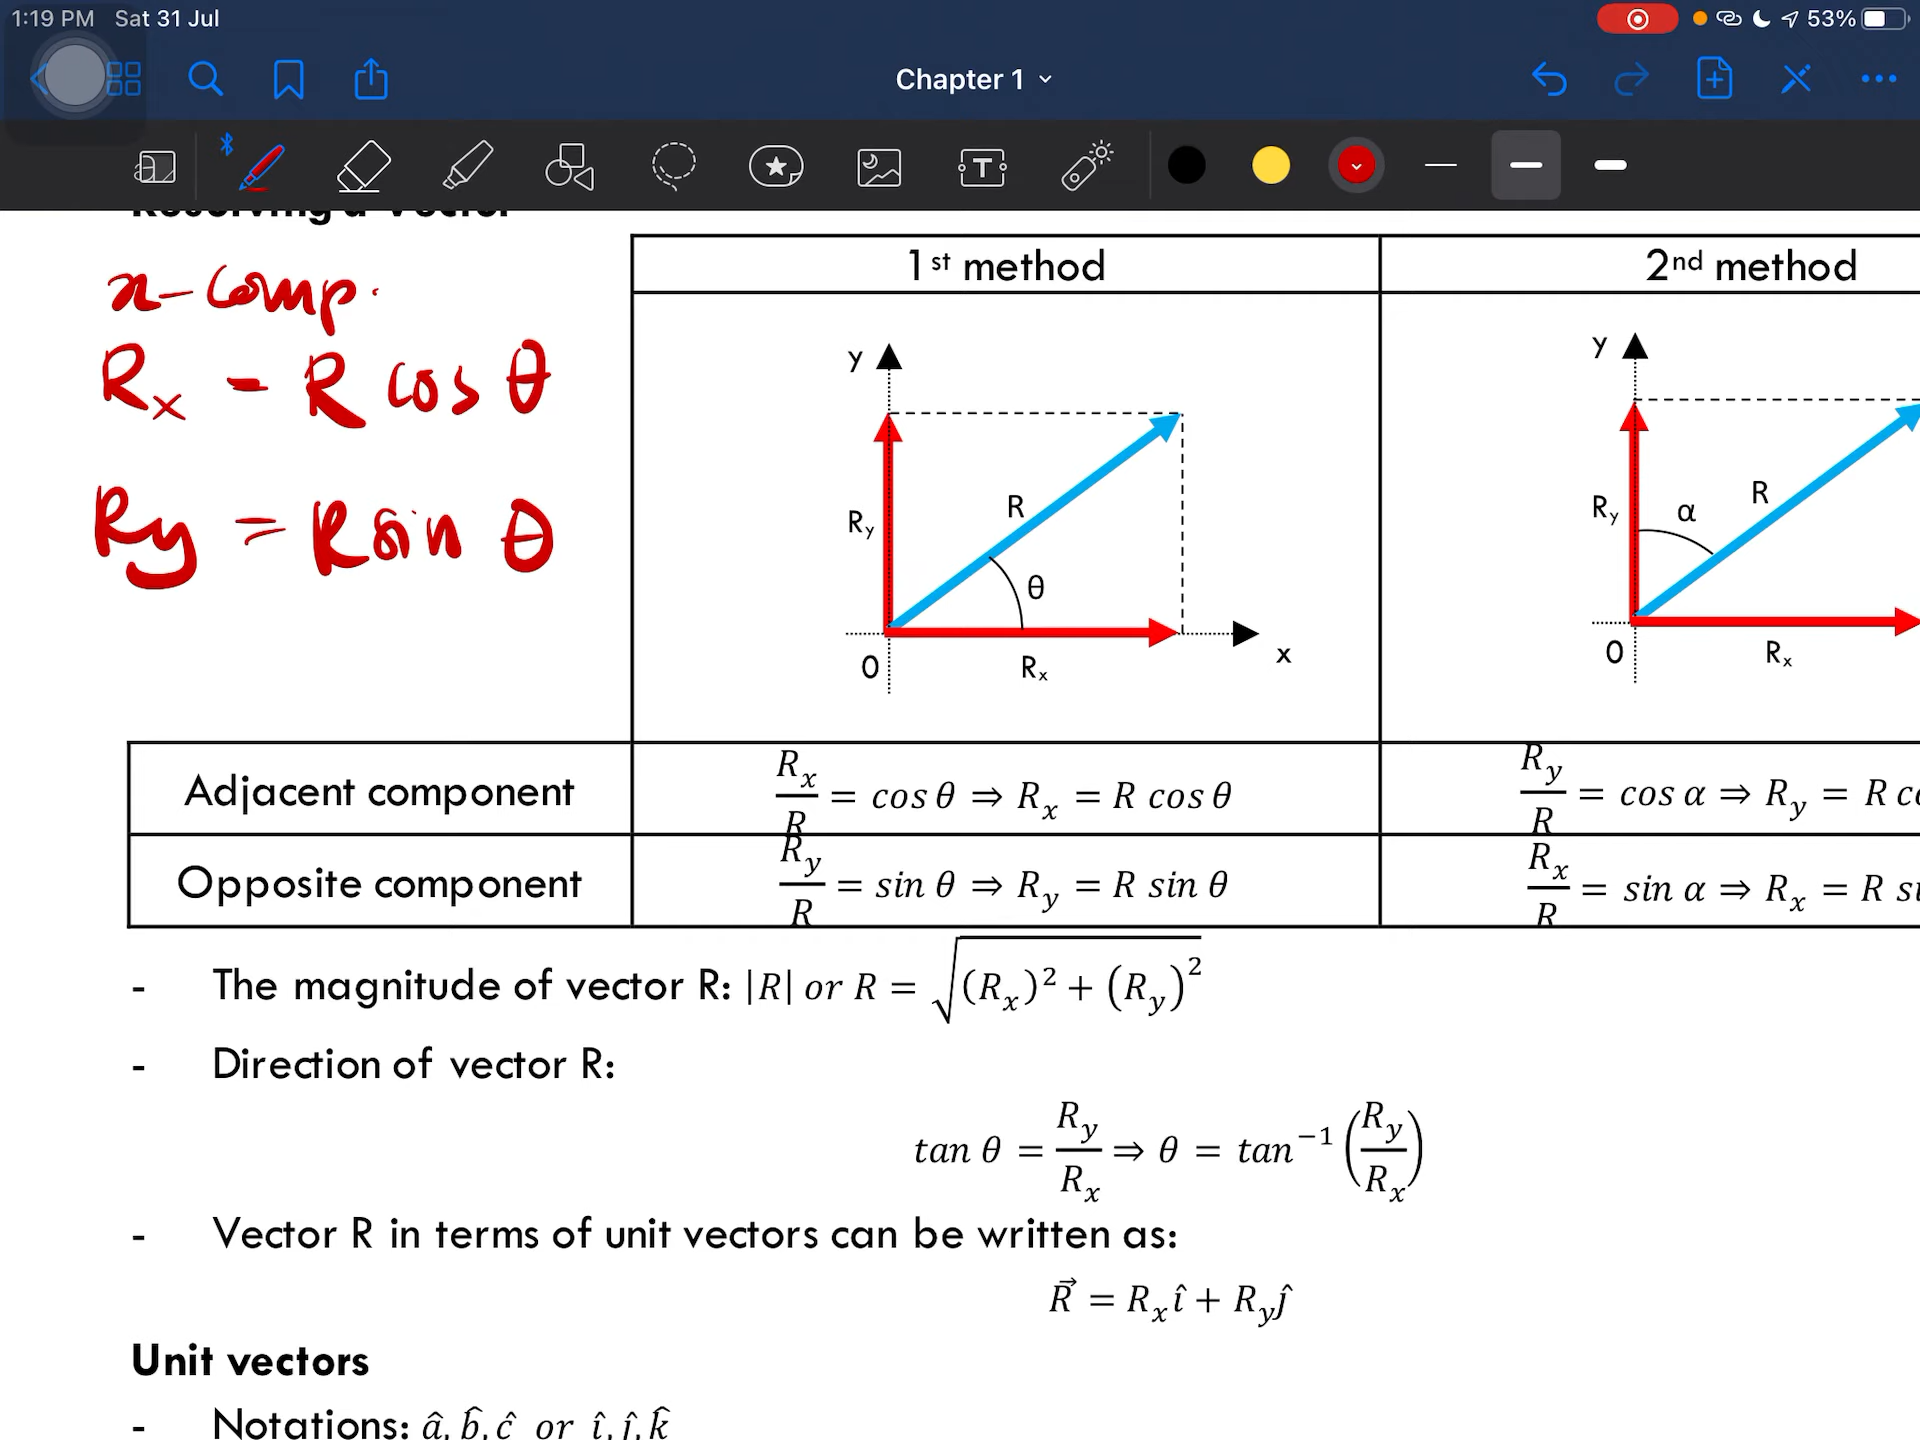 1:19 PM Sat 31 Jul
53%
Chapter 1
Resolving a Vector
1st method
2nd method
x-comp.
Rx = R cos θ
Ry = R sin θ
y
Ry
R
θ
0
Rx
x
y
Ry
α
R
0
Rx
Adjacent component
Rx/R = cos θ ⇒ Rx = R cos θ
Ry/R = cos α ⇒ Ry = R co
Opposite component
Ry/R = sin θ ⇒ Ry = R sin θ
Rx/R = sin α ⇒ Rx = R si
- The magnitude of vector R: |R| or R = √((Rx)² + (Ry)²)
- Direction of vector R:
tan θ = Ry/Rx ⇒ θ = tan⁻¹(Ry/Rx)
- Vector R in terms of unit vectors can be written as:
R⃗ = Rx î + Ry ĵ
Unit vectors
- Notations: â, b̂, ĉ or î, ĵ, k̂